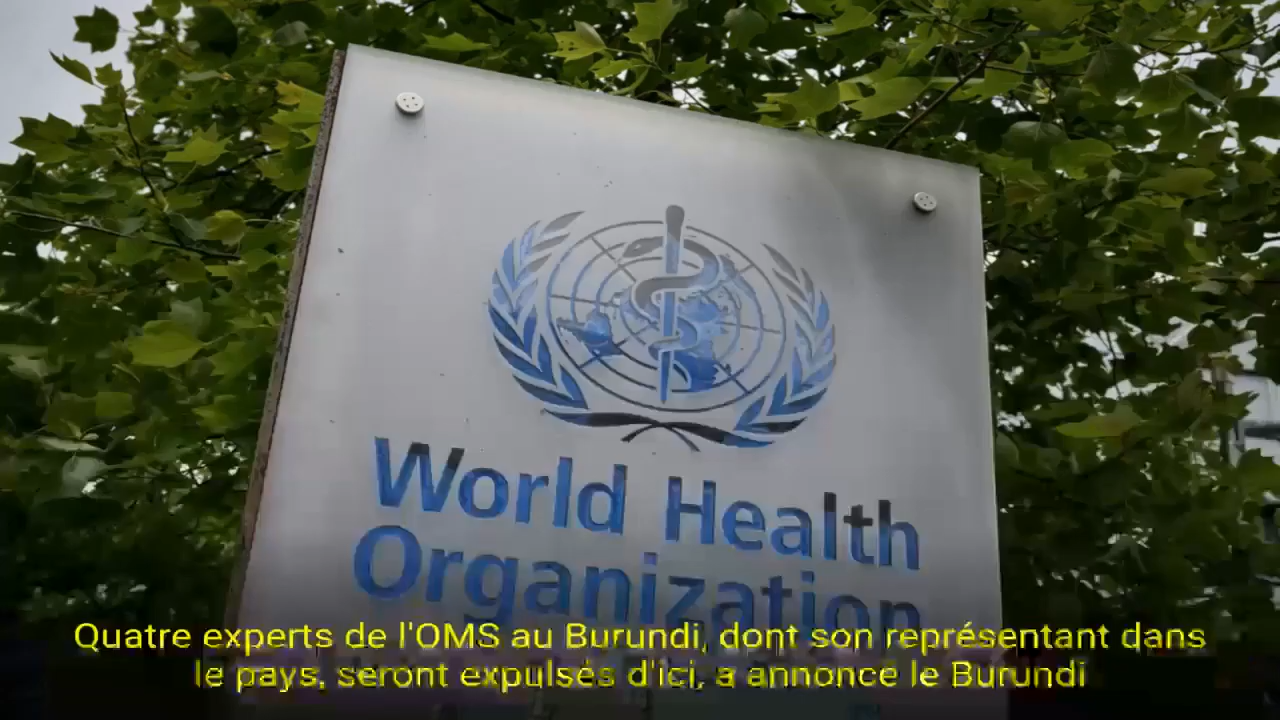 World Health
Organization
Quatre experts de l'OMS au Burundi, dont son représentant dans
le pays, seront expulsés d'ici, a annoncé le Burundi